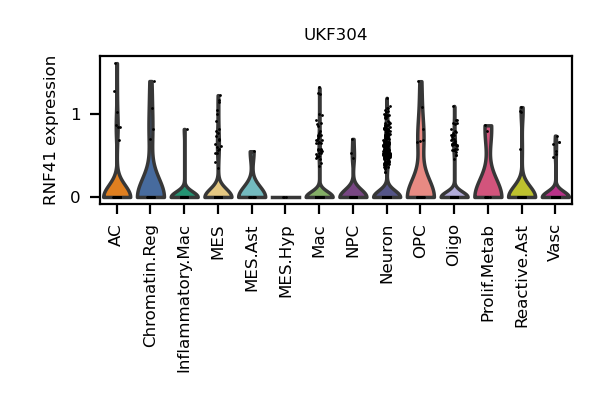 UKF304
RNF41 expression
1
0
AC
Chromatin.Reg
Inflammatory.Mac
MES
MES.Ast
MES.Hyp
Mac
NPC
Neuron
OPC
Oligo
Prolif.Metab
Reactive.Ast
Vasc